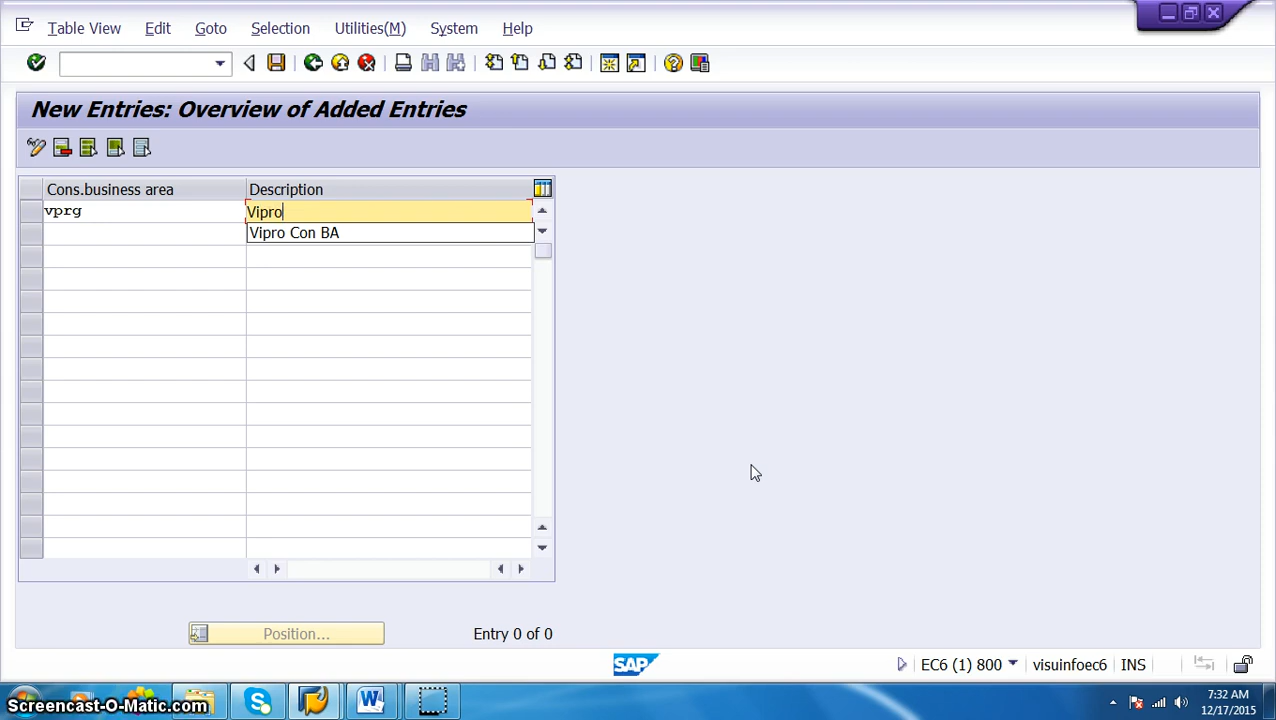 Table View Edit Goto Selection Utilities(M) System Help
New Entries: Overview of Added Entries
Cons.business area Description
vprg Vipro
Vipro Con BA
Position... Entry 0 of 0
SAP EC6 (1) 800 visuinfoec6 INS
Screencast-O-Matic.com
7:32 AM
12/17/2015